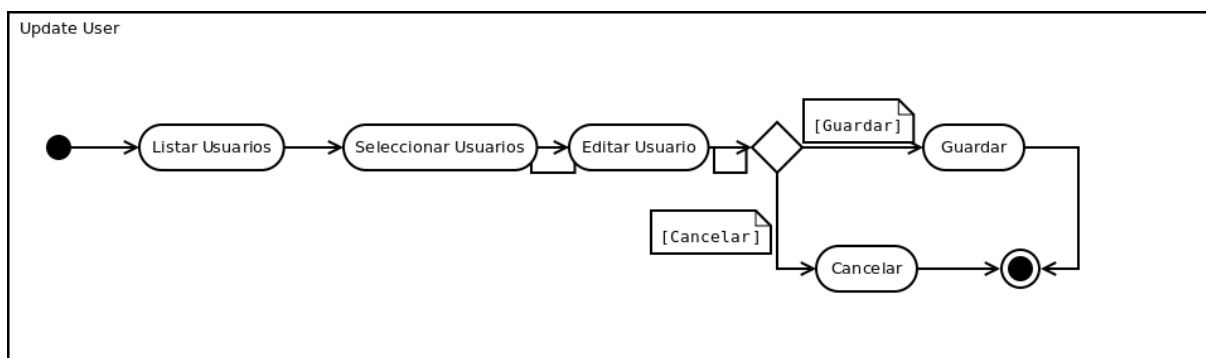 Update User
Listar Usuarios
Seleccionar Usuarios
Editar Usuario
[Guardar]
Guardar
[Cancelar]
Cancelar